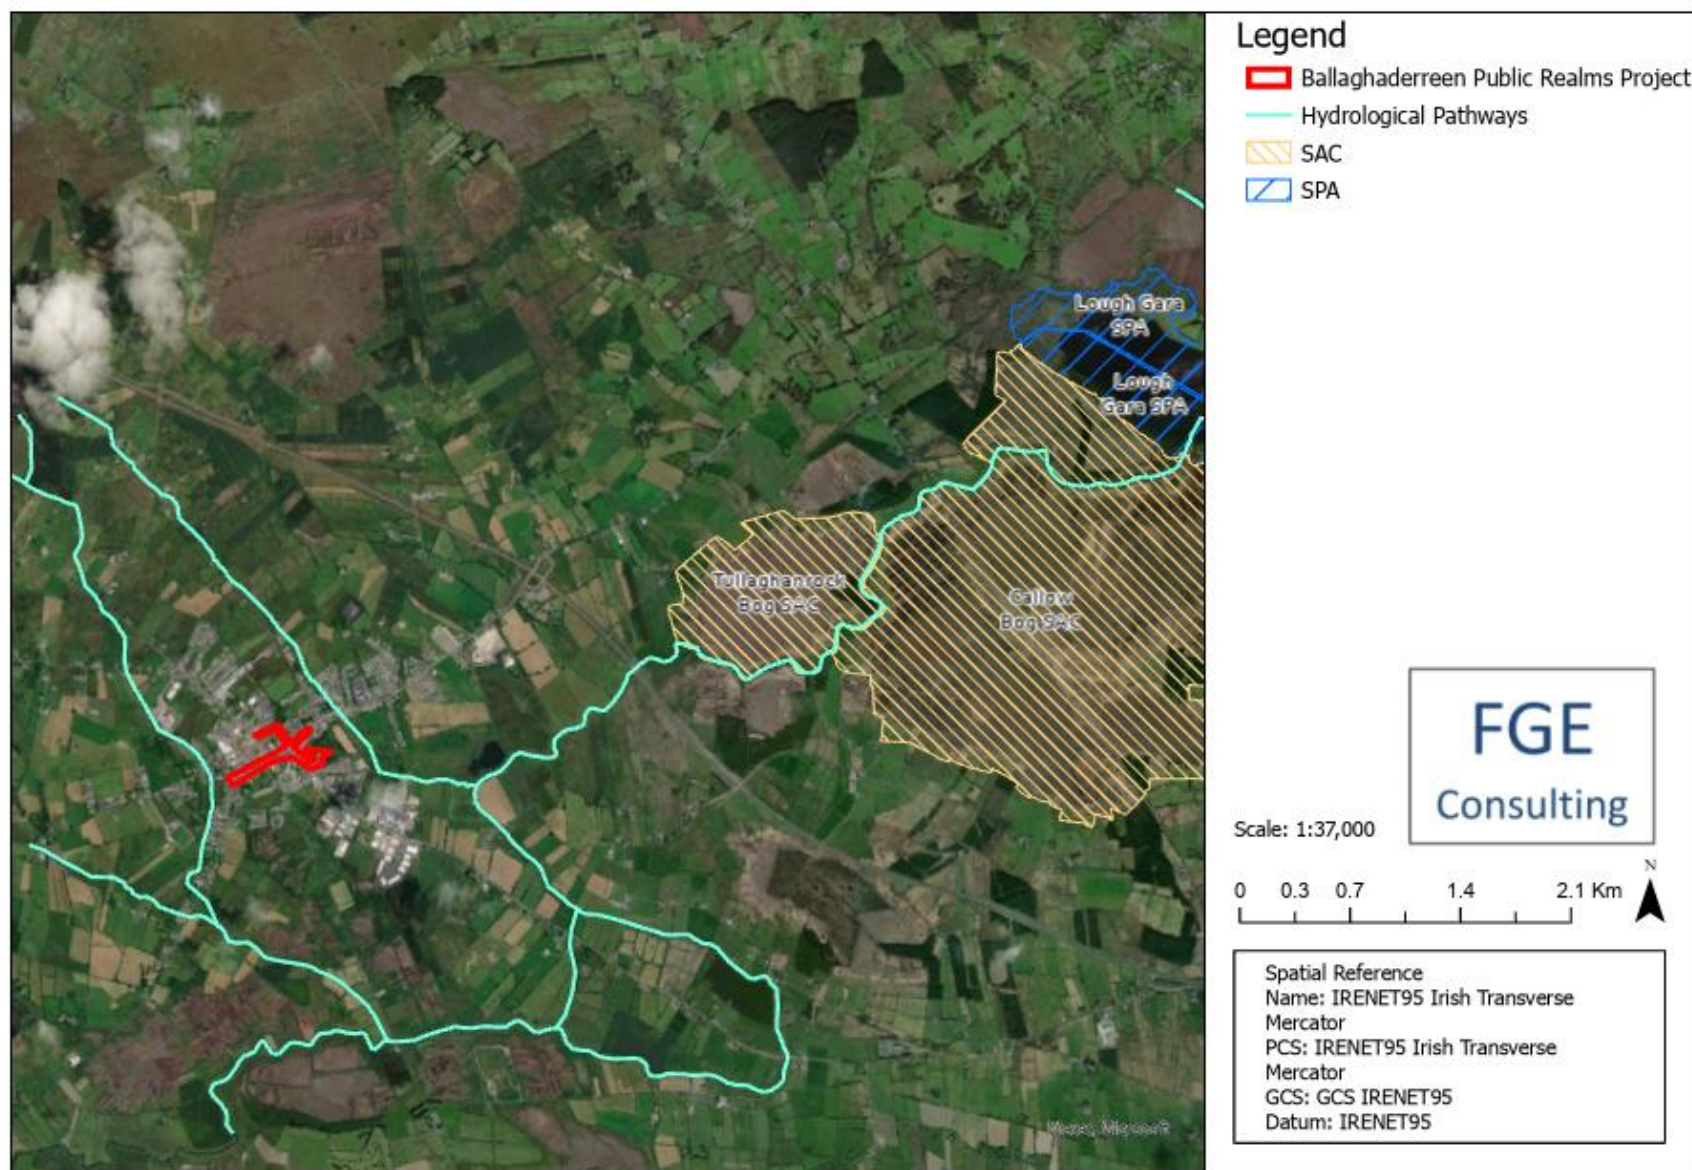 Legend
Ballaghaderreen Public Realms Project
Hydrological Pathways
SAC
SPA
Lough Gara
SPA
Lough
Gara SPA
Tullaghanrock
Bog SAC
Callow
Bog SAC
FGE
Consulting
Scale: 1:37,000
N
0 0.3 0.7 1.4 2.1 Km
Spatial Reference
Name: IRENET95 Irish Transverse
Mercator
PCS: IRENET95 Irish Transverse
Mercator
GCS: GCS IRENET95
Datum: IRENET95
Microsoft